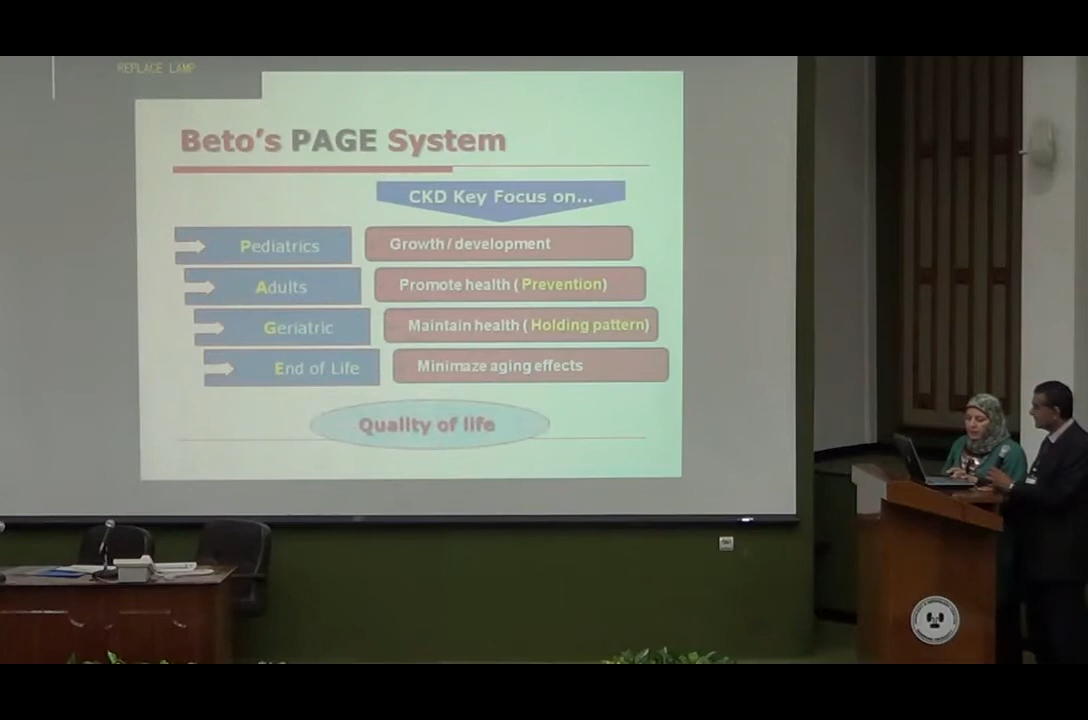 REPLACE LAMP
Beto's PAGE System
CKD Key Focus on...
Pediatrics
Growth / development
Adults
Promote health ( Prevention)
Geriatric
Maintain health ( Holding pattern)
End of Life
Minimaze aging effects
Quality of life